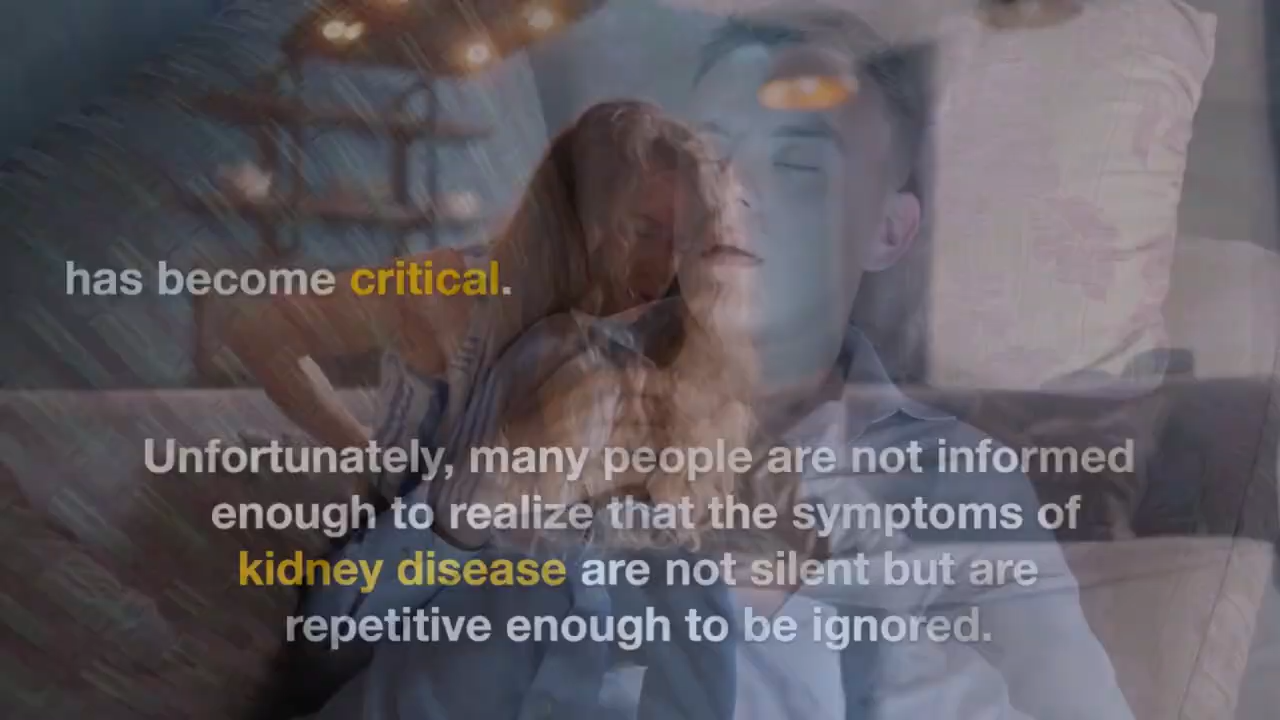 has become critical.
Unfortunately, many people are not informed
enough to realize that the symptoms of
kidney disease are not silent but are
repetitive enough to be ignored.